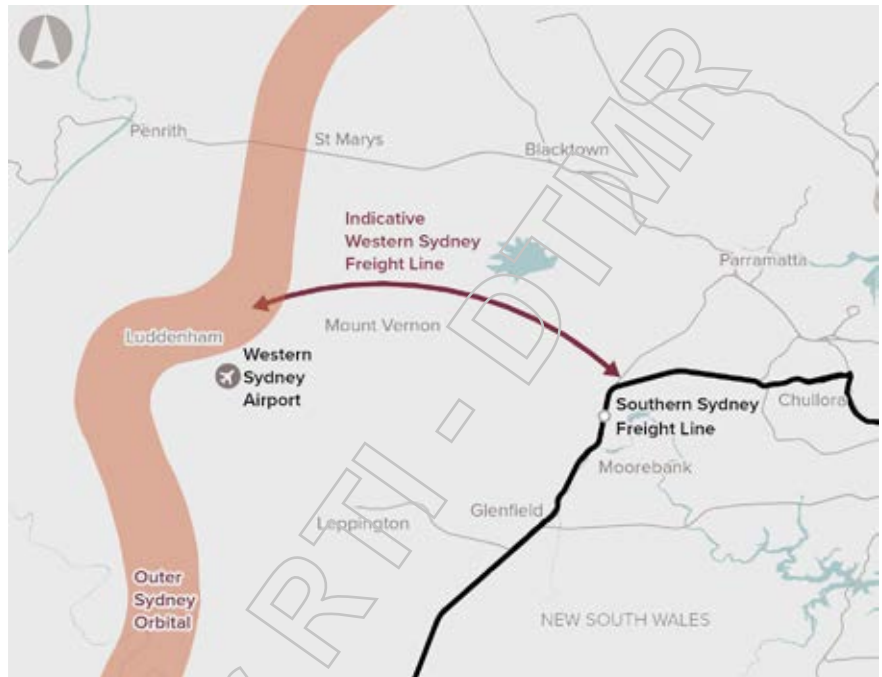 Penrith
St Marys
Blacktown
Indicative
Western Sydney
Freight Line
Parramatta
Mount Vernon
Luddenham
Western
Sydney
Airport
Southern Sydney
Freight Line
Chullora
Moorebank
Glenfield
Leppington
Outer
Sydney
Orbital
NEW SOUTH WALES
RTI - DTMR